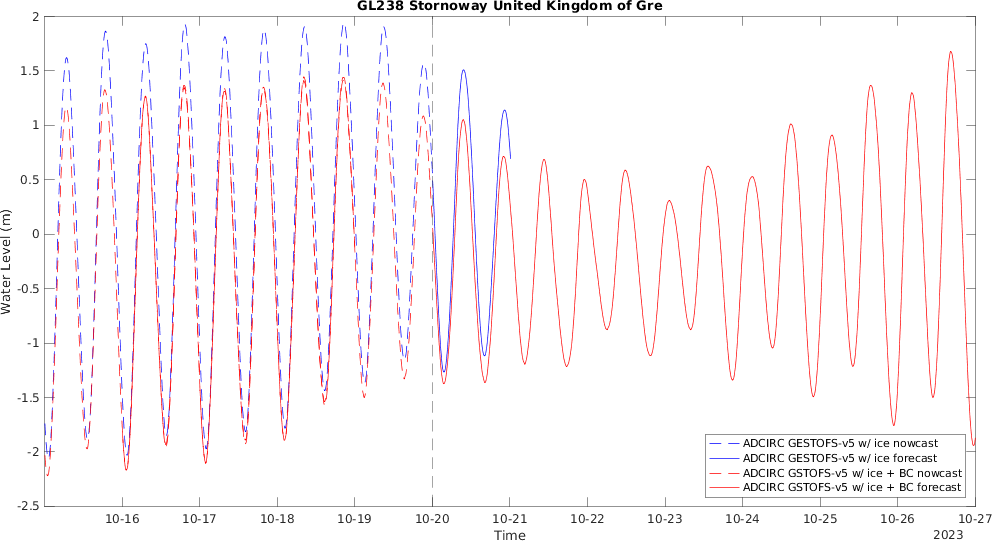 GL238 Stornoway United Kingdom of Gre
2
1.5
1
0.5
0
-0.5
-1
-1.5
-2
-2.5
Water Level (m)
ADCIRC GESTOFS-v5 w/ ice nowcast
ADCIRC GESTOFS-v5 w/ ice forecast
ADCIRC GSTOFS-v5 w/ ice + BC nowcast
ADCIRC GSTOFS-v5 w/ ice + BC forecast
10-16 10-17 10-18 10-19 10-20 10-21 10-22 10-23 10-24 10-25 10-26 10-27
Time
2023